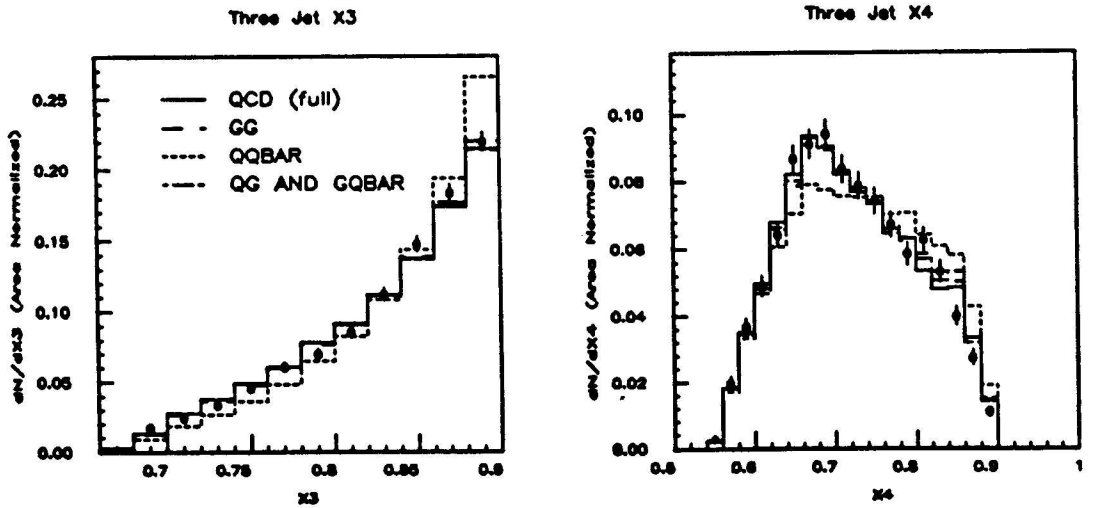 Three Jet X3
Three Jet X4
dN/dX3 (Area Normalized)
0.25
0.20
0.15
0.10
0.05
0.00
QCD (full)
GG
QQBAR
QG AND GQBAR
0.7
0.75
0.8
0.85
0.9
X3
dN/dX4 (Area Normalized)
0.10
0.08
0.06
0.04
0.02
0.00
0.5
0.6
0.7
0.8
0.9
1
X4